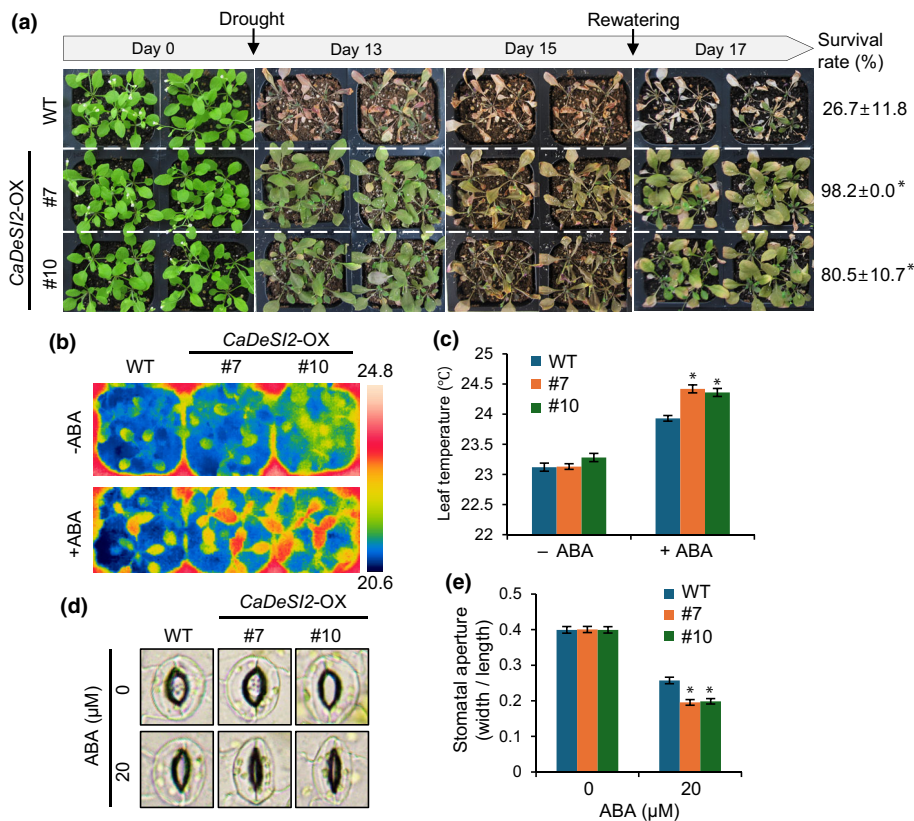 (a)
Drought
Rewatering
Day 0
Day 13
Day 15
Day 17
Survival
rate (%)
WT
26.7±11.8
CaDeSI2-OX
#7
98.2±0.0*
#10
80.5±10.7*
(b)
CaDeSI2-OX
WT
#7
#10
24.8
-ABA
+ABA
20.6
(c)
Leaf temperature (°C)
25
24.5
24
23.5
23
22.5
22
WT
#7
#10
*
*
– ABA
+ ABA
(d)
CaDeSI2-OX
WT
#7
#10
ABA (µM)
0
20
(e)
Stomatal aperture
(width / length)
0.5
0.4
0.3
0.2
0.1
0
WT
#7
#10
*
*
0
20
ABA (µM)